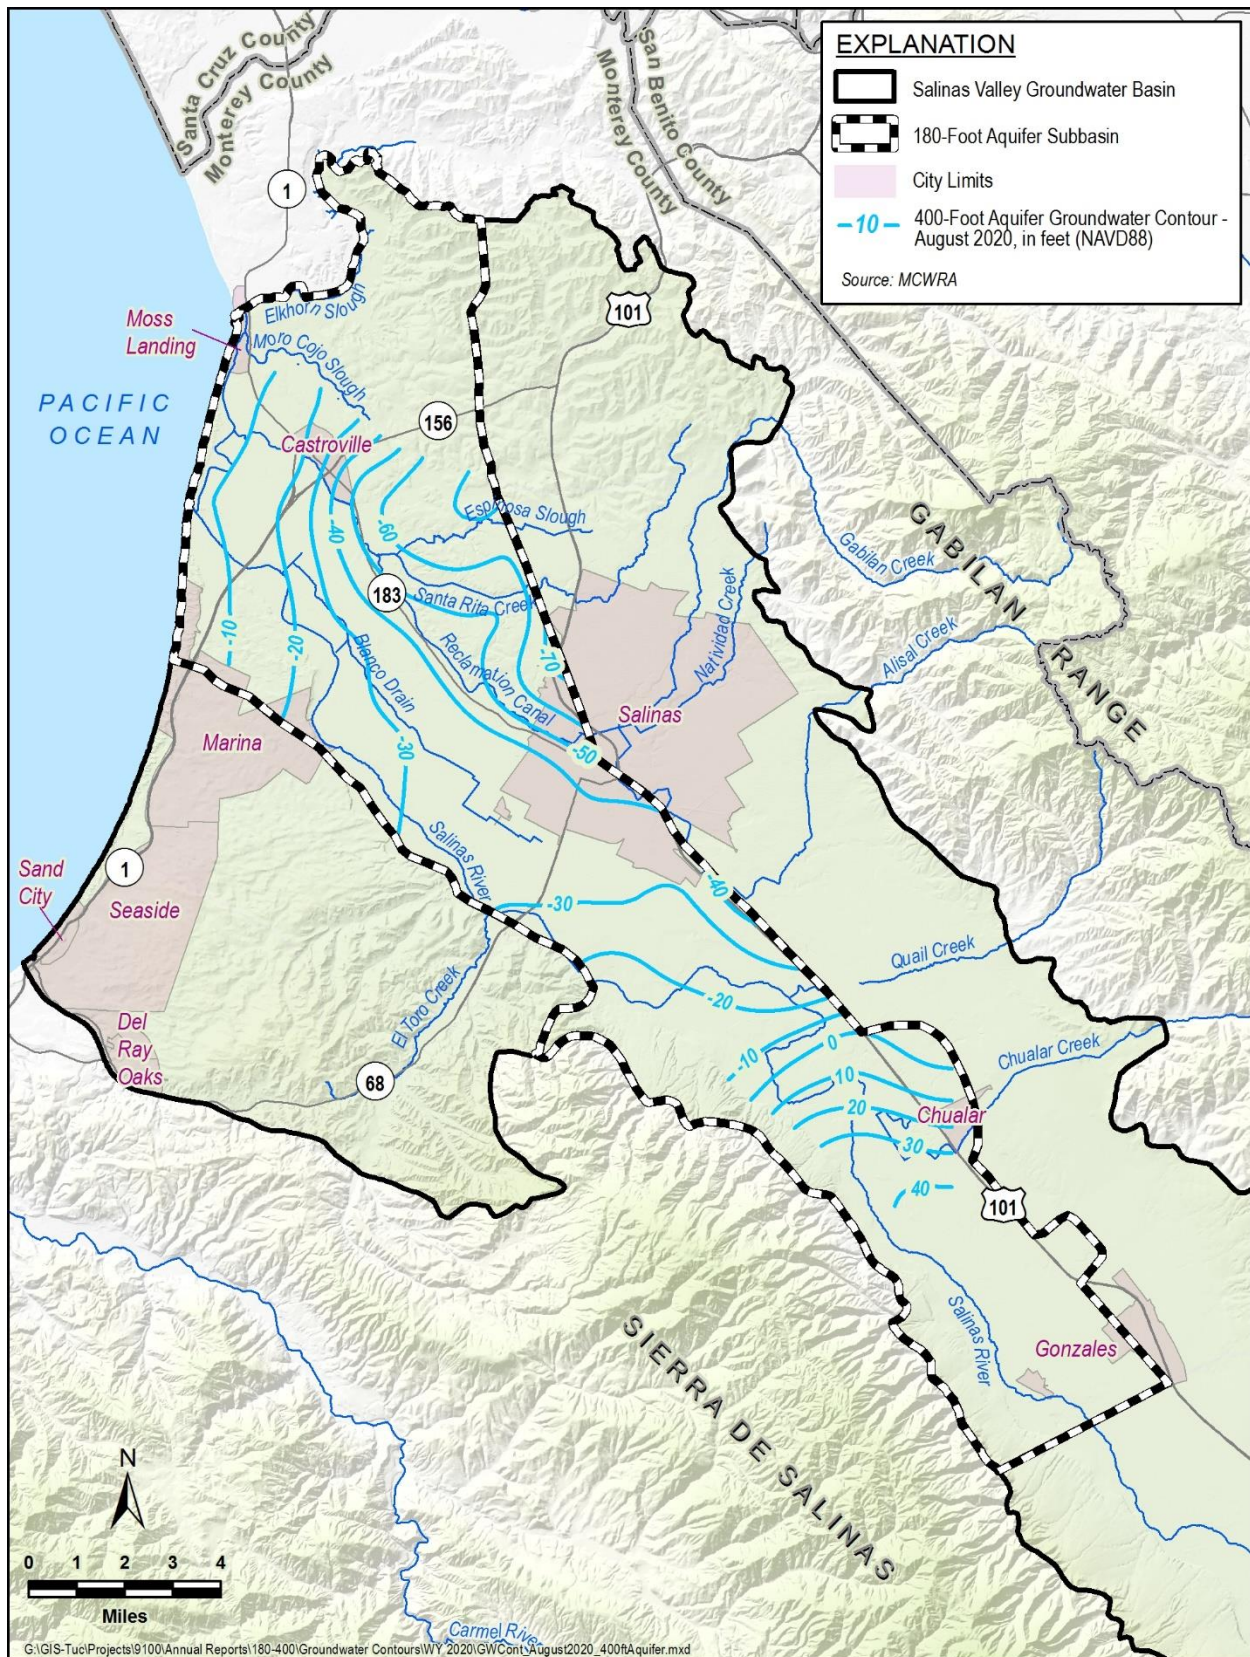 EXPLANATION
Salinas Valley Groundwater Basin
180-Foot Aquifer Subbasin
City Limits
-10
400-Foot Aquifer Groundwater Contour -
August 2020, in feet (NAVD88)
Source: MCWRA
Santa Cruz County
Monterey County
San Benito County
Monterey County
1
101
Elkhorn Slough
Moss
Landing
Moro Cojo Slough
PACIFIC
OCEAN
156
Castroville
-60
-40
Espinosa Slough
GABILAN
RANGE
Gabilan Creek
183
Santa Rita Creek
Natividad Creek
Alisal Creek
-10
-20
-70
Blanco Drain
Reclamation Canal
Salinas
Marina
-30
-50
Salinas River
Sand
City
1
Seaside
-40
-30
Quail Creek
-20
El Toro Creek
Del
Ray
Oaks
68
-10
0
10
20
30
40
Chualar Creek
Chualar
101
Salinas River
Gonzales
SIERRA DE SALINAS
N
0 1 2 3 4
Miles
Carmel River
G:\GIS-Tuc\Projects\9100\Annual Reports\180-400\Groundwater Contours\WY 2020\GWCont_August2020_400ftAquifer.mxd